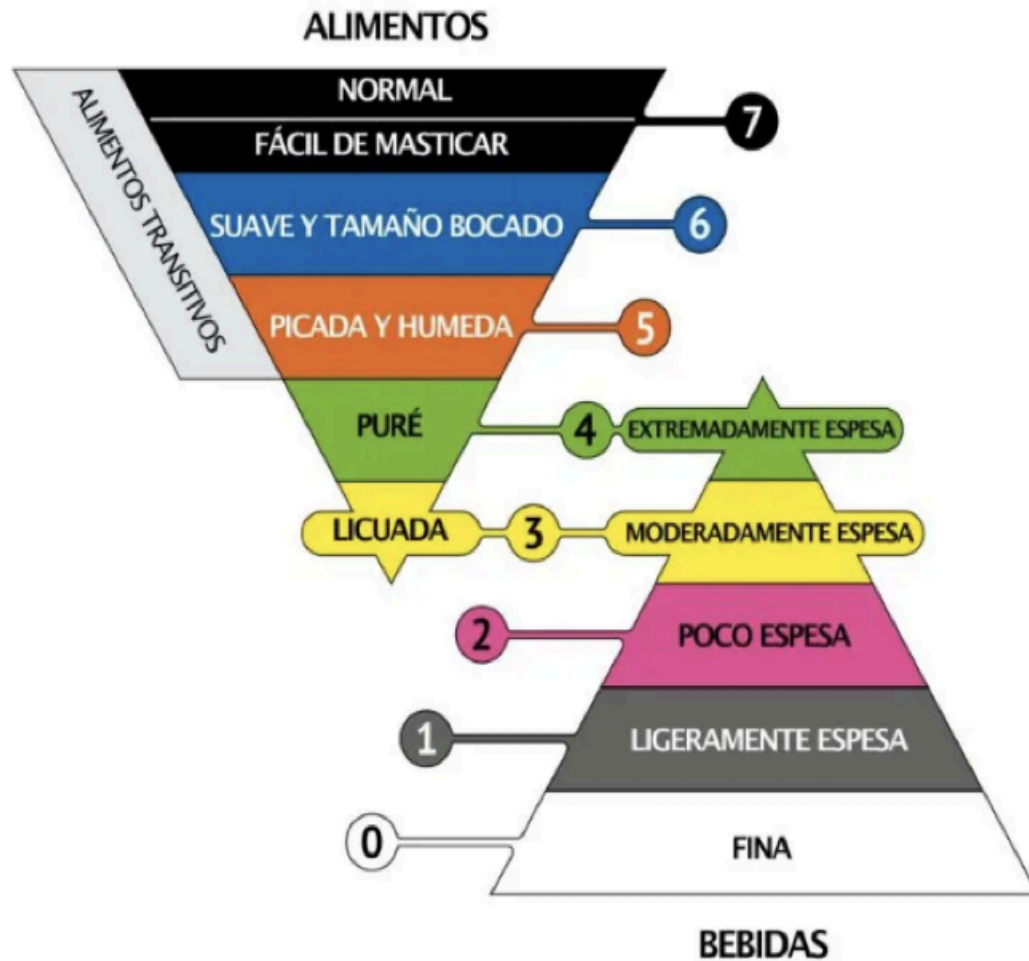 ALIMENTOS
ALIMENTOS TRANSITIVOS
NORMAL
7
FÁCIL DE MASTICAR
SUAVE Y TAMAÑO BOCADO
6
PICADA Y HUMEDA
5
PURÉ
4
EXTREMADAMENTE ESPESA
LICUADA
3
MODERADAMENTE ESPESA
2
POCO ESPESA
1
LIGERAMENTE ESPESA
0
FINA
BEBIDAS